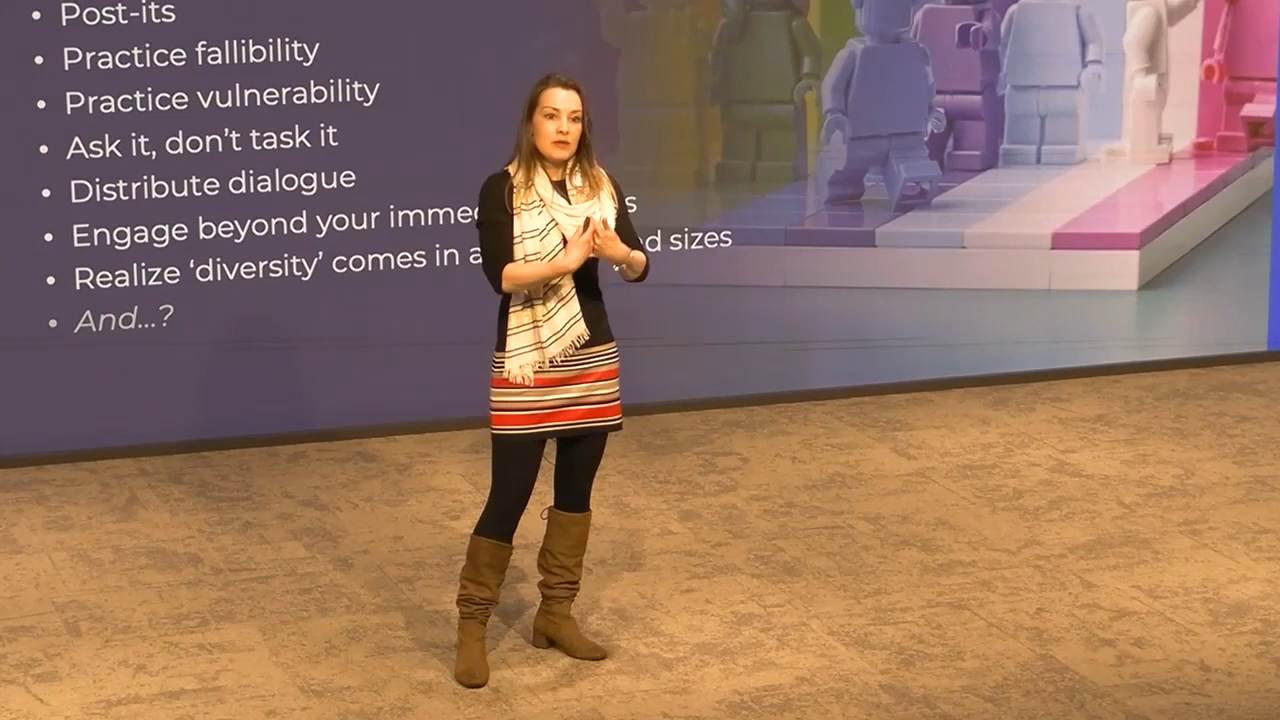 Post-its
Practice fallibility
Practice vulnerability
Ask it, don't task it
Distribute dialogue
Engage beyond your
Realize 'diversity' comes in sizes
And...?